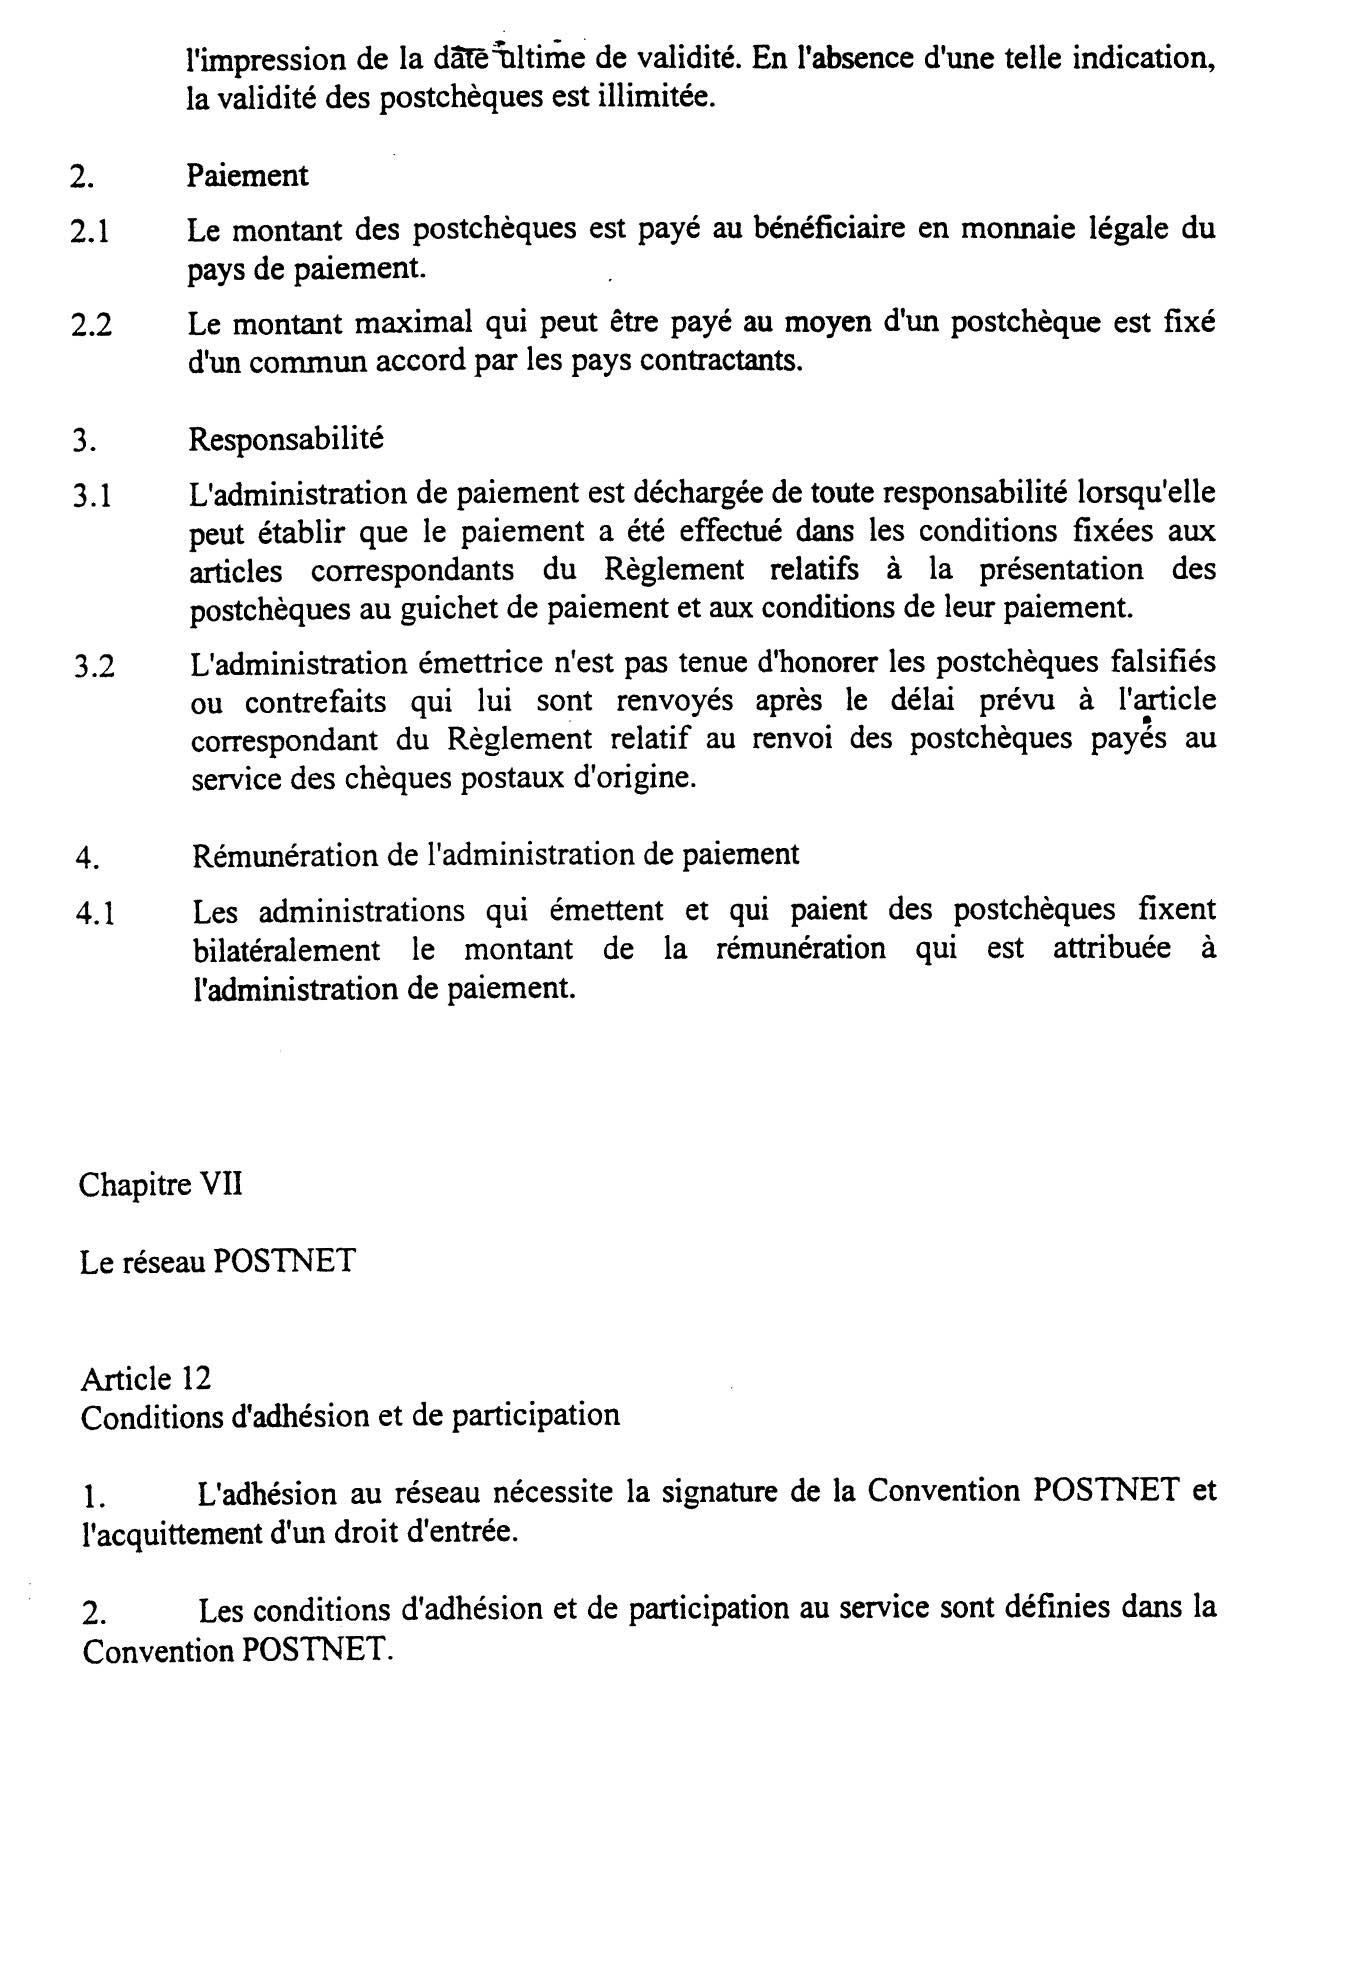 l'impression de la date ultime de validité. En l'absence d'une telle indication,
la validité des postchèques est illimitée.
2. Paiement
2.1 Le montant des postchèques est payé au bénéficiaire en monnaie légale du
pays de paiement.
2.2 Le montant maximal qui peut être payé au moyen d'un postchèque est fixé
d'un commun accord par les pays contractants.
3. Responsabilité
3.1 L'administration de paiement est déchargée de toute responsabilité lorsqu'elle
peut établir que le paiement a été effectué dans les conditions fixées aux
articles correspondants du Règlement relatifs à la présentation des
postchèques au guichet de paiement et aux conditions de leur paiement.
3.2 L'administration émettrice n'est pas tenue d'honorer les postchèques falsifiés
ou contrefaits qui lui sont renvoyés après le délai prévu à l'article
correspondant du Règlement relatif au renvoi des postchèques payés au
service des chèques postaux d'origine.
4. Rémunération de l'administration de paiement
4.1 Les administrations qui émettent et qui paient des postchèques fixent
bilatéralement le montant de la rémunération qui est attribuée à
l'administration de paiement.
Chapitre VII
Le réseau POSTNET
Article 12
Conditions d'adhésion et de participation
1. L'adhésion au réseau nécessite la signature de la Convention POSTNET et
l'acquittement d'un droit d'entrée.
2. Les conditions d'adhésion et de participation au service sont définies dans la
Convention POSTNET.